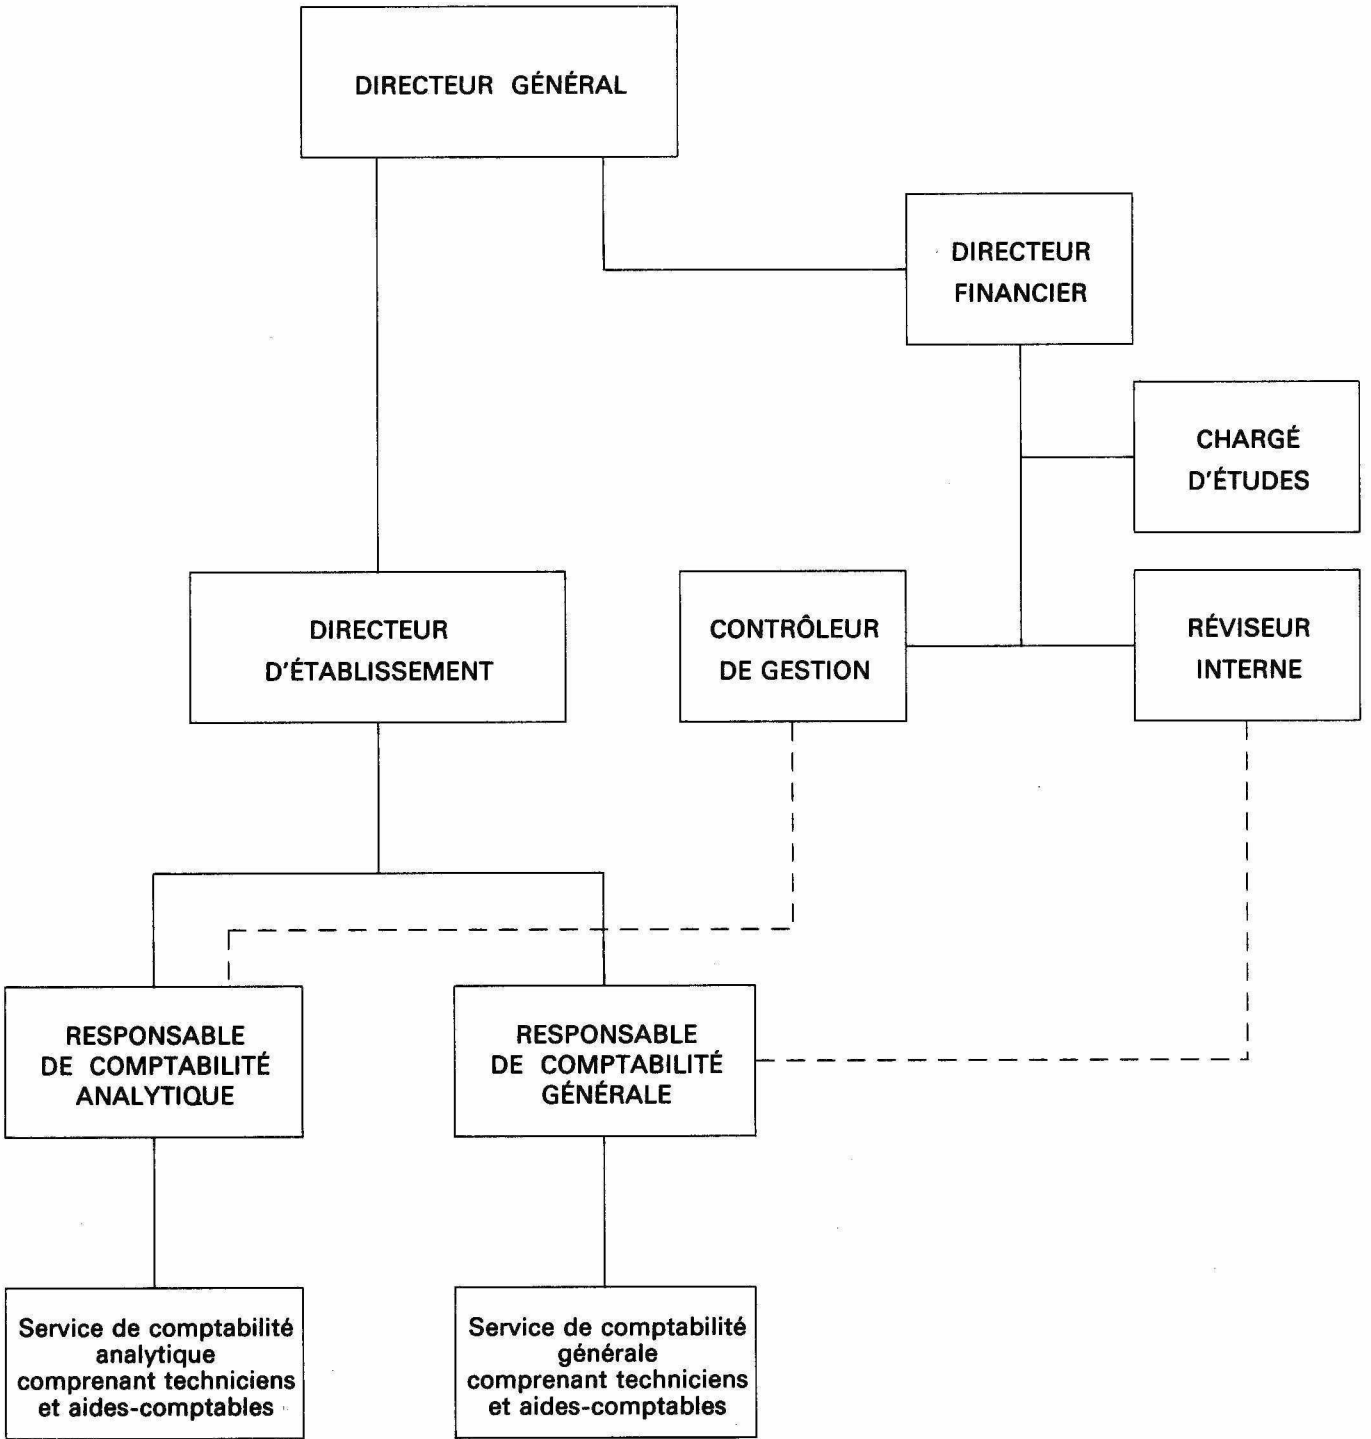 DIRECTEUR GÉNÉRAL
DIRECTEUR
FINANCIER
CHARGÉ
D'ÉTUDES
DIRECTEUR
D'ÉTABLISSEMENT
CONTRÔLEUR
DE GESTION
RÉVISEUR
INTERNE
RESPONSABLE
DE COMPTABILITÉ
ANALYTIQUE
RESPONSABLE
DE COMPTABILITÉ
GÉNÉRALE
Service de comptabilité
analytique
comprenant techniciens
et aides-comptables
Service de comptabilité
générale
comprenant techniciens
et aides-comptables